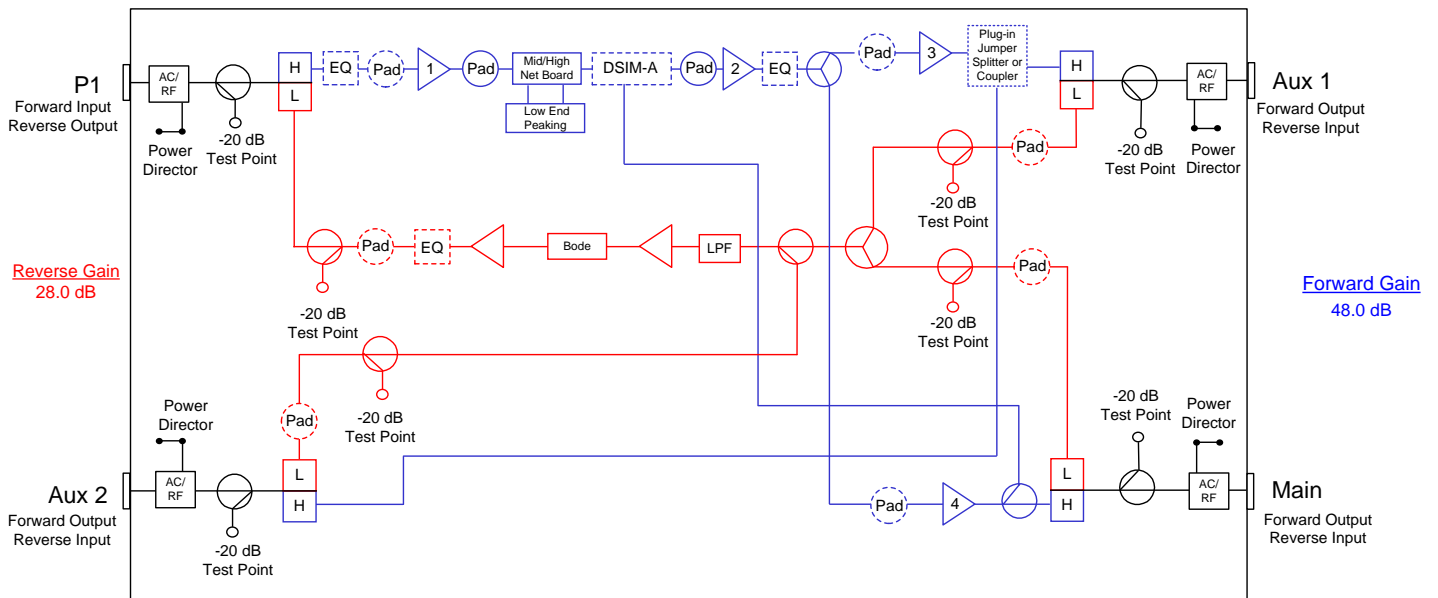 P1
Forward Input
Reverse Output
AC/
RF
Power
Director
-20 dB
Test Point
H
L
EQ
Pad
1
Pad
Mid/High
Net Board
Low End
Peaking
DSIM-A
Pad
2
EQ
Pad
3
Plug-in
Jumper
Splitter or
Coupler
H
L
-20 dB
Test Point
AC/
RF
Power
Director
Aux 1
Forward Output
Reverse Input
Pad
-20 dB
Test Point
Reverse Gain
28.0 dB
-20 dB
Test Point
Pad
EQ
Bode
LPF
-20 dB
Test Point
Pad
Forward Gain
48.0 dB
-20 dB
Test Point
Pad
Aux 2
Forward Output
Reverse Input
Power
Director
AC/
RF
-20 dB
Test Point
L
H
Pad
4
L
H
-20 dB
Test Point
Power
Director
AC/
RF
Main
Forward Output
Reverse Input